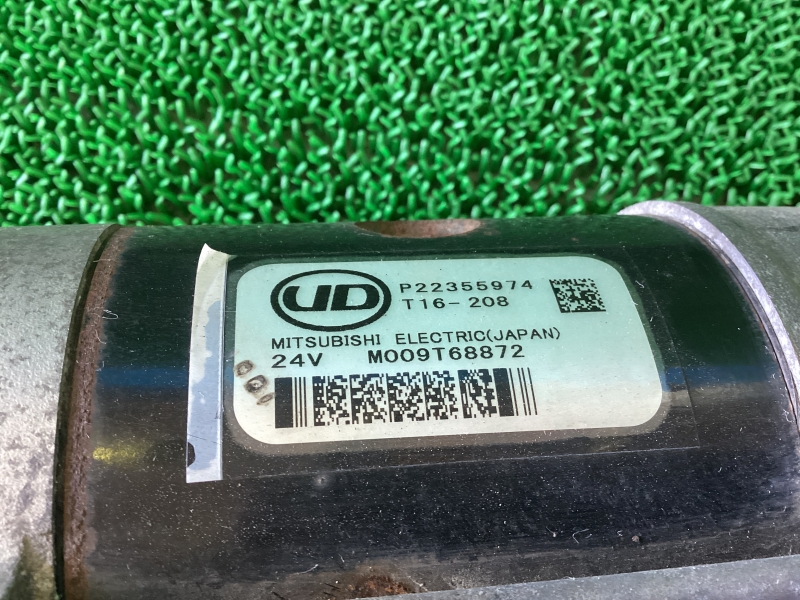 UD
P22355974
T16-208
MITSUBISHI ELECTRIC(JAPAN)
24V M009T68872